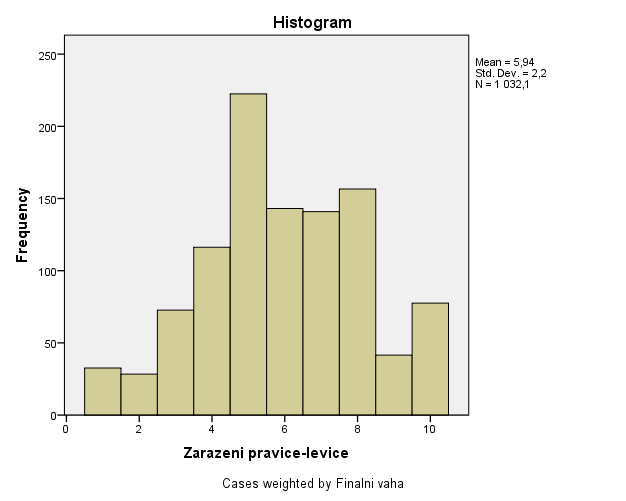 Histogram
250
200
150
100
50
0
Frequency
Mean = 5,94
Std. Dev. = 2,2
N = 1 032,1
0 2 4 6 8 10
Zarazeni pravice-levice
Cases weighted by Finalni vaha